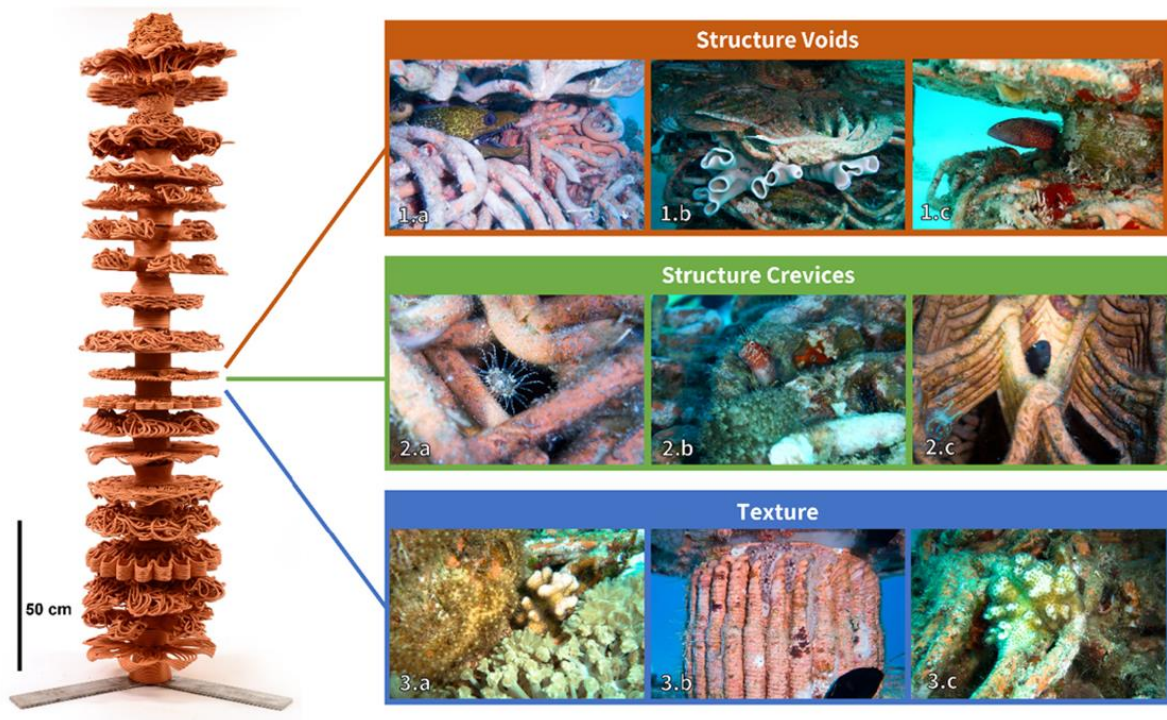 Structure Voids
1.a
1.b
1.c
Structure Crevices
2.a
2.b
2.c
Texture
3.a
3.b
3.c
50 cm